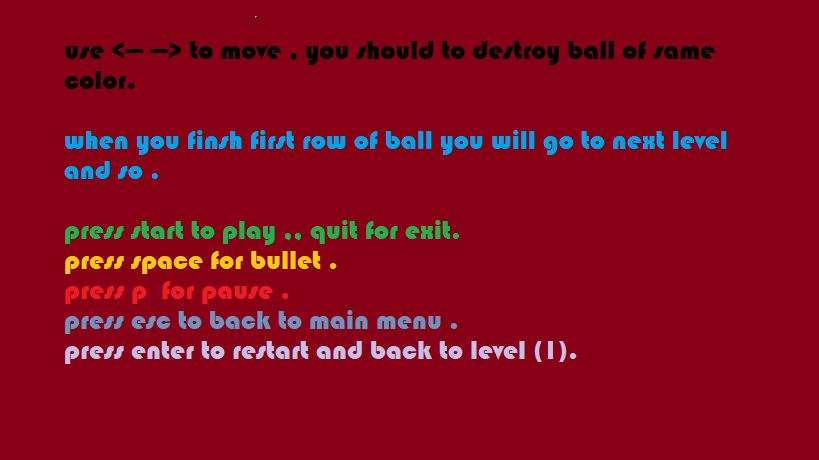 use <-- --> to move , you should to destroy ball of same
color.
when you finsh first row of ball you will go to next level
and so .
press start to play ,, quit for exit.
press space for bullet .
press p  for pause .
press esc to back to main menu .
press enter to restart and back to level (1).